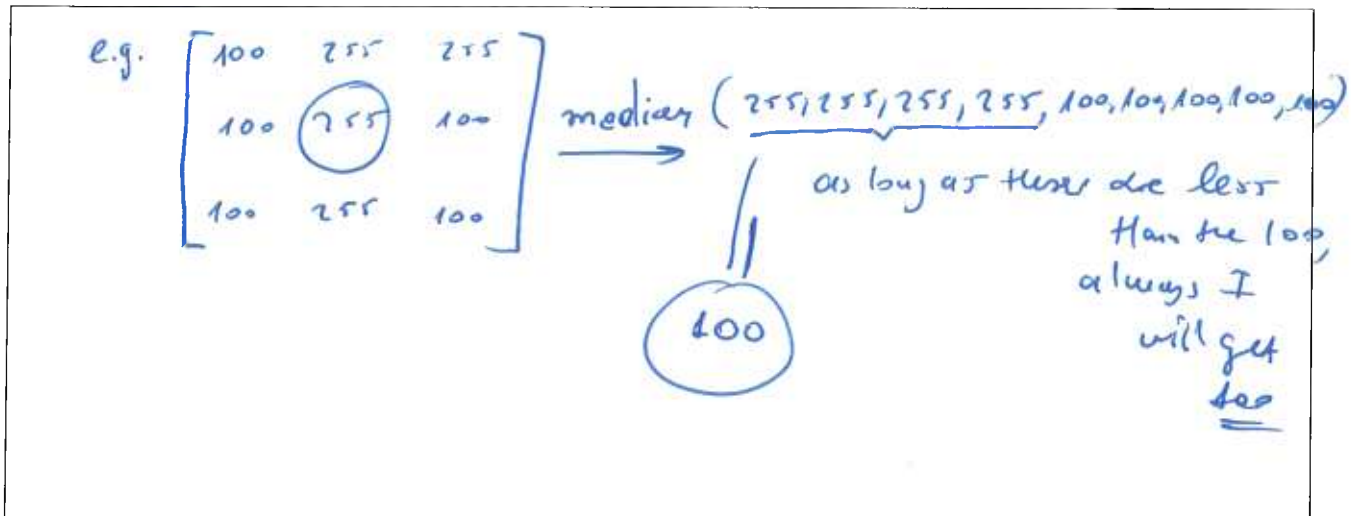 e.g. [ 100 255 255
100 255 100
100 255 100 ]
median ( 255, 255, 255, 255, 100, 100, 100, 100, 100)
as long as these are less
than the 100,
always I
will get
100
100